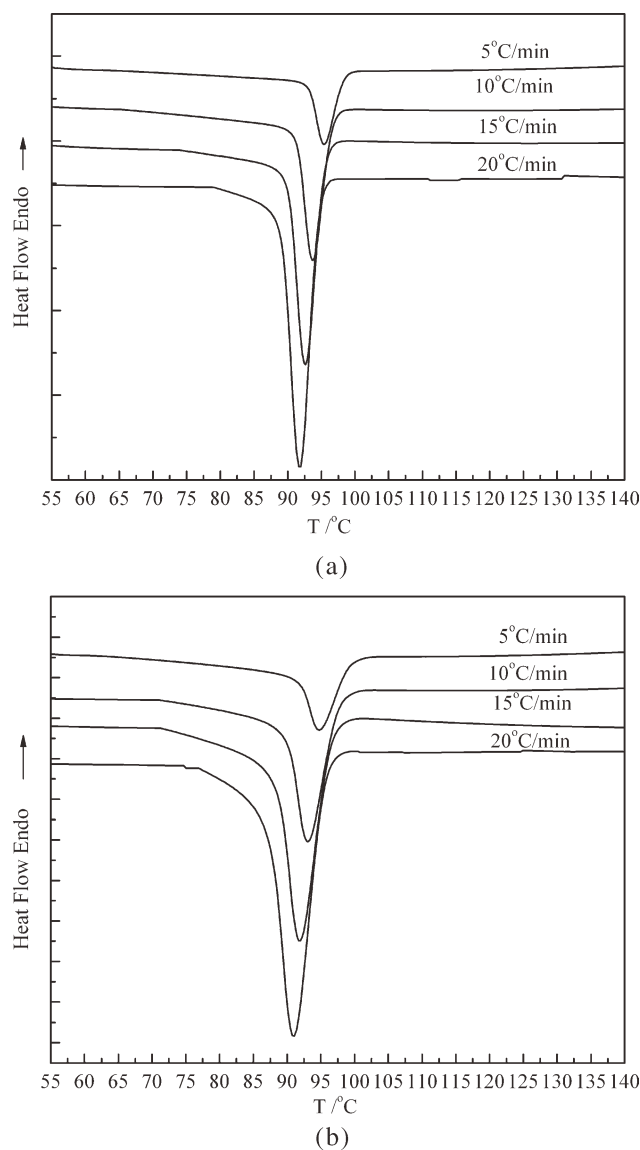 5°C/min
10°C/min
15°C/min
20°C/min
Heat Flow Endo →
55 60 65 70 75 80 85 90 95 100 105 110 115 120 125 130 135 140
T /°C
(a)
5°C/min
10°C/min
15°C/min
20°C/min
Heat Flow Endo →
55 60 65 70 75 80 85 90 95 100 105 110 115 120 125 130 135 140
T /°C
(b)